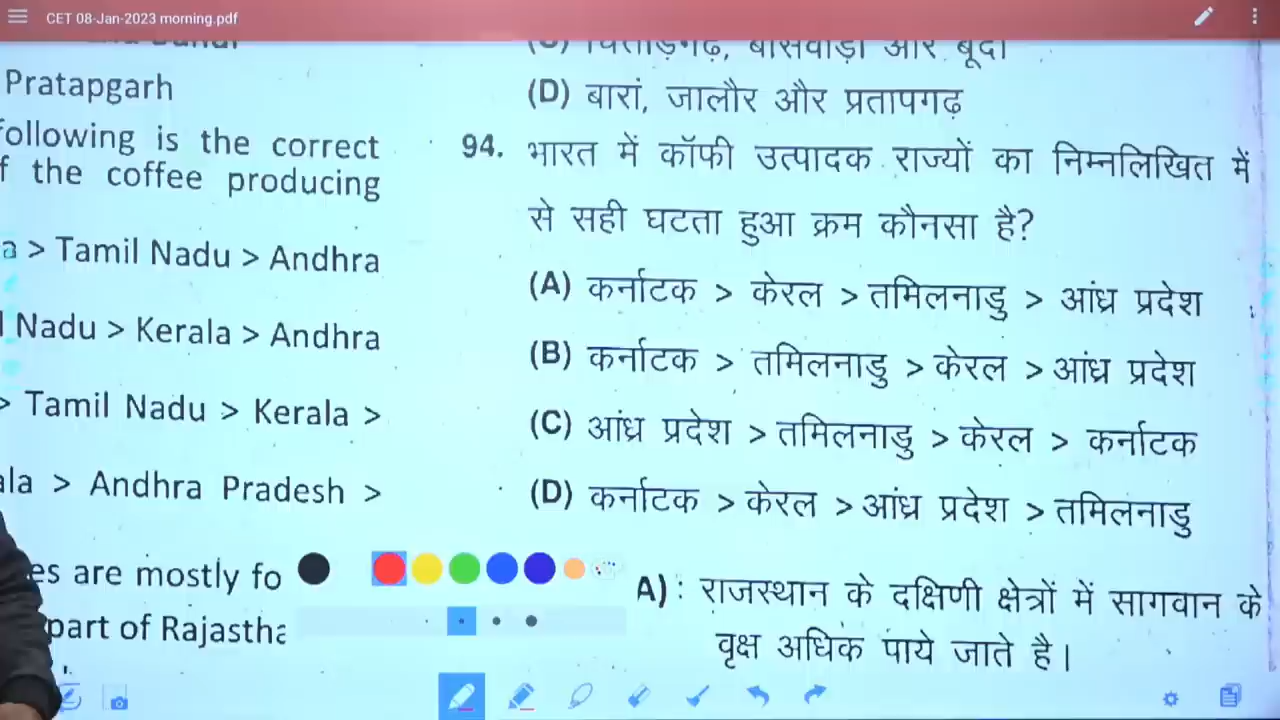 CET 08-Jan-2023 morning.pdf
Pratapgarh
following is the correct
the coffee producing
> Tamil Nadu > Andhra
Nadu > Kerala > Andhra
> Tamil Nadu > Kerala >
> Andhra Pradesh >
are mostly fo
part of Rajastha
(C) चित्तोड़गढ़, बांसवाड़ा और बूंदी
(D) बारां, जालौर और प्रतापगढ़
94. भारत में कॉफी उत्पादक राज्यों का निम्नलिखित में
से सही घटता हुआ क्रम कौनसा है?
(A) कर्नाटक > केरल > तमिलनाडु > आंध्र प्रदेश
(B) कर्नाटक > तमिलनाडु > केरल > आंध्र प्रदेश
(C) आंध्र प्रदेश > तमिलनाडु > केरल > कर्नाटक
(D) कर्नाटक > केरल > आंध्र प्रदेश > तमिलनाडु
A) : राजस्थान के दक्षिणी क्षेत्रों में सागवान के
वृक्ष अधिक पाये जाते है।